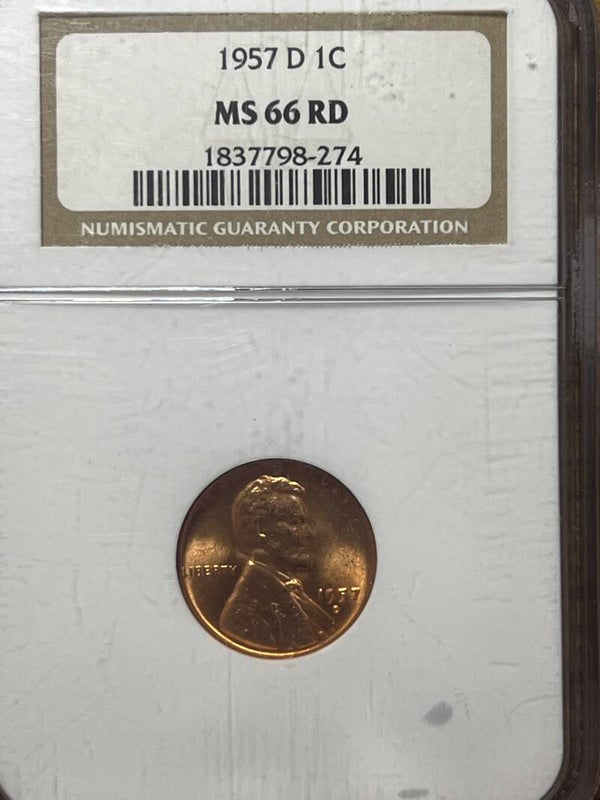 1957 D 1C
MS 66 RD
1837798-274
NUMISMATIC GUARANTY CORPORATION
LIBERTY
1957
D